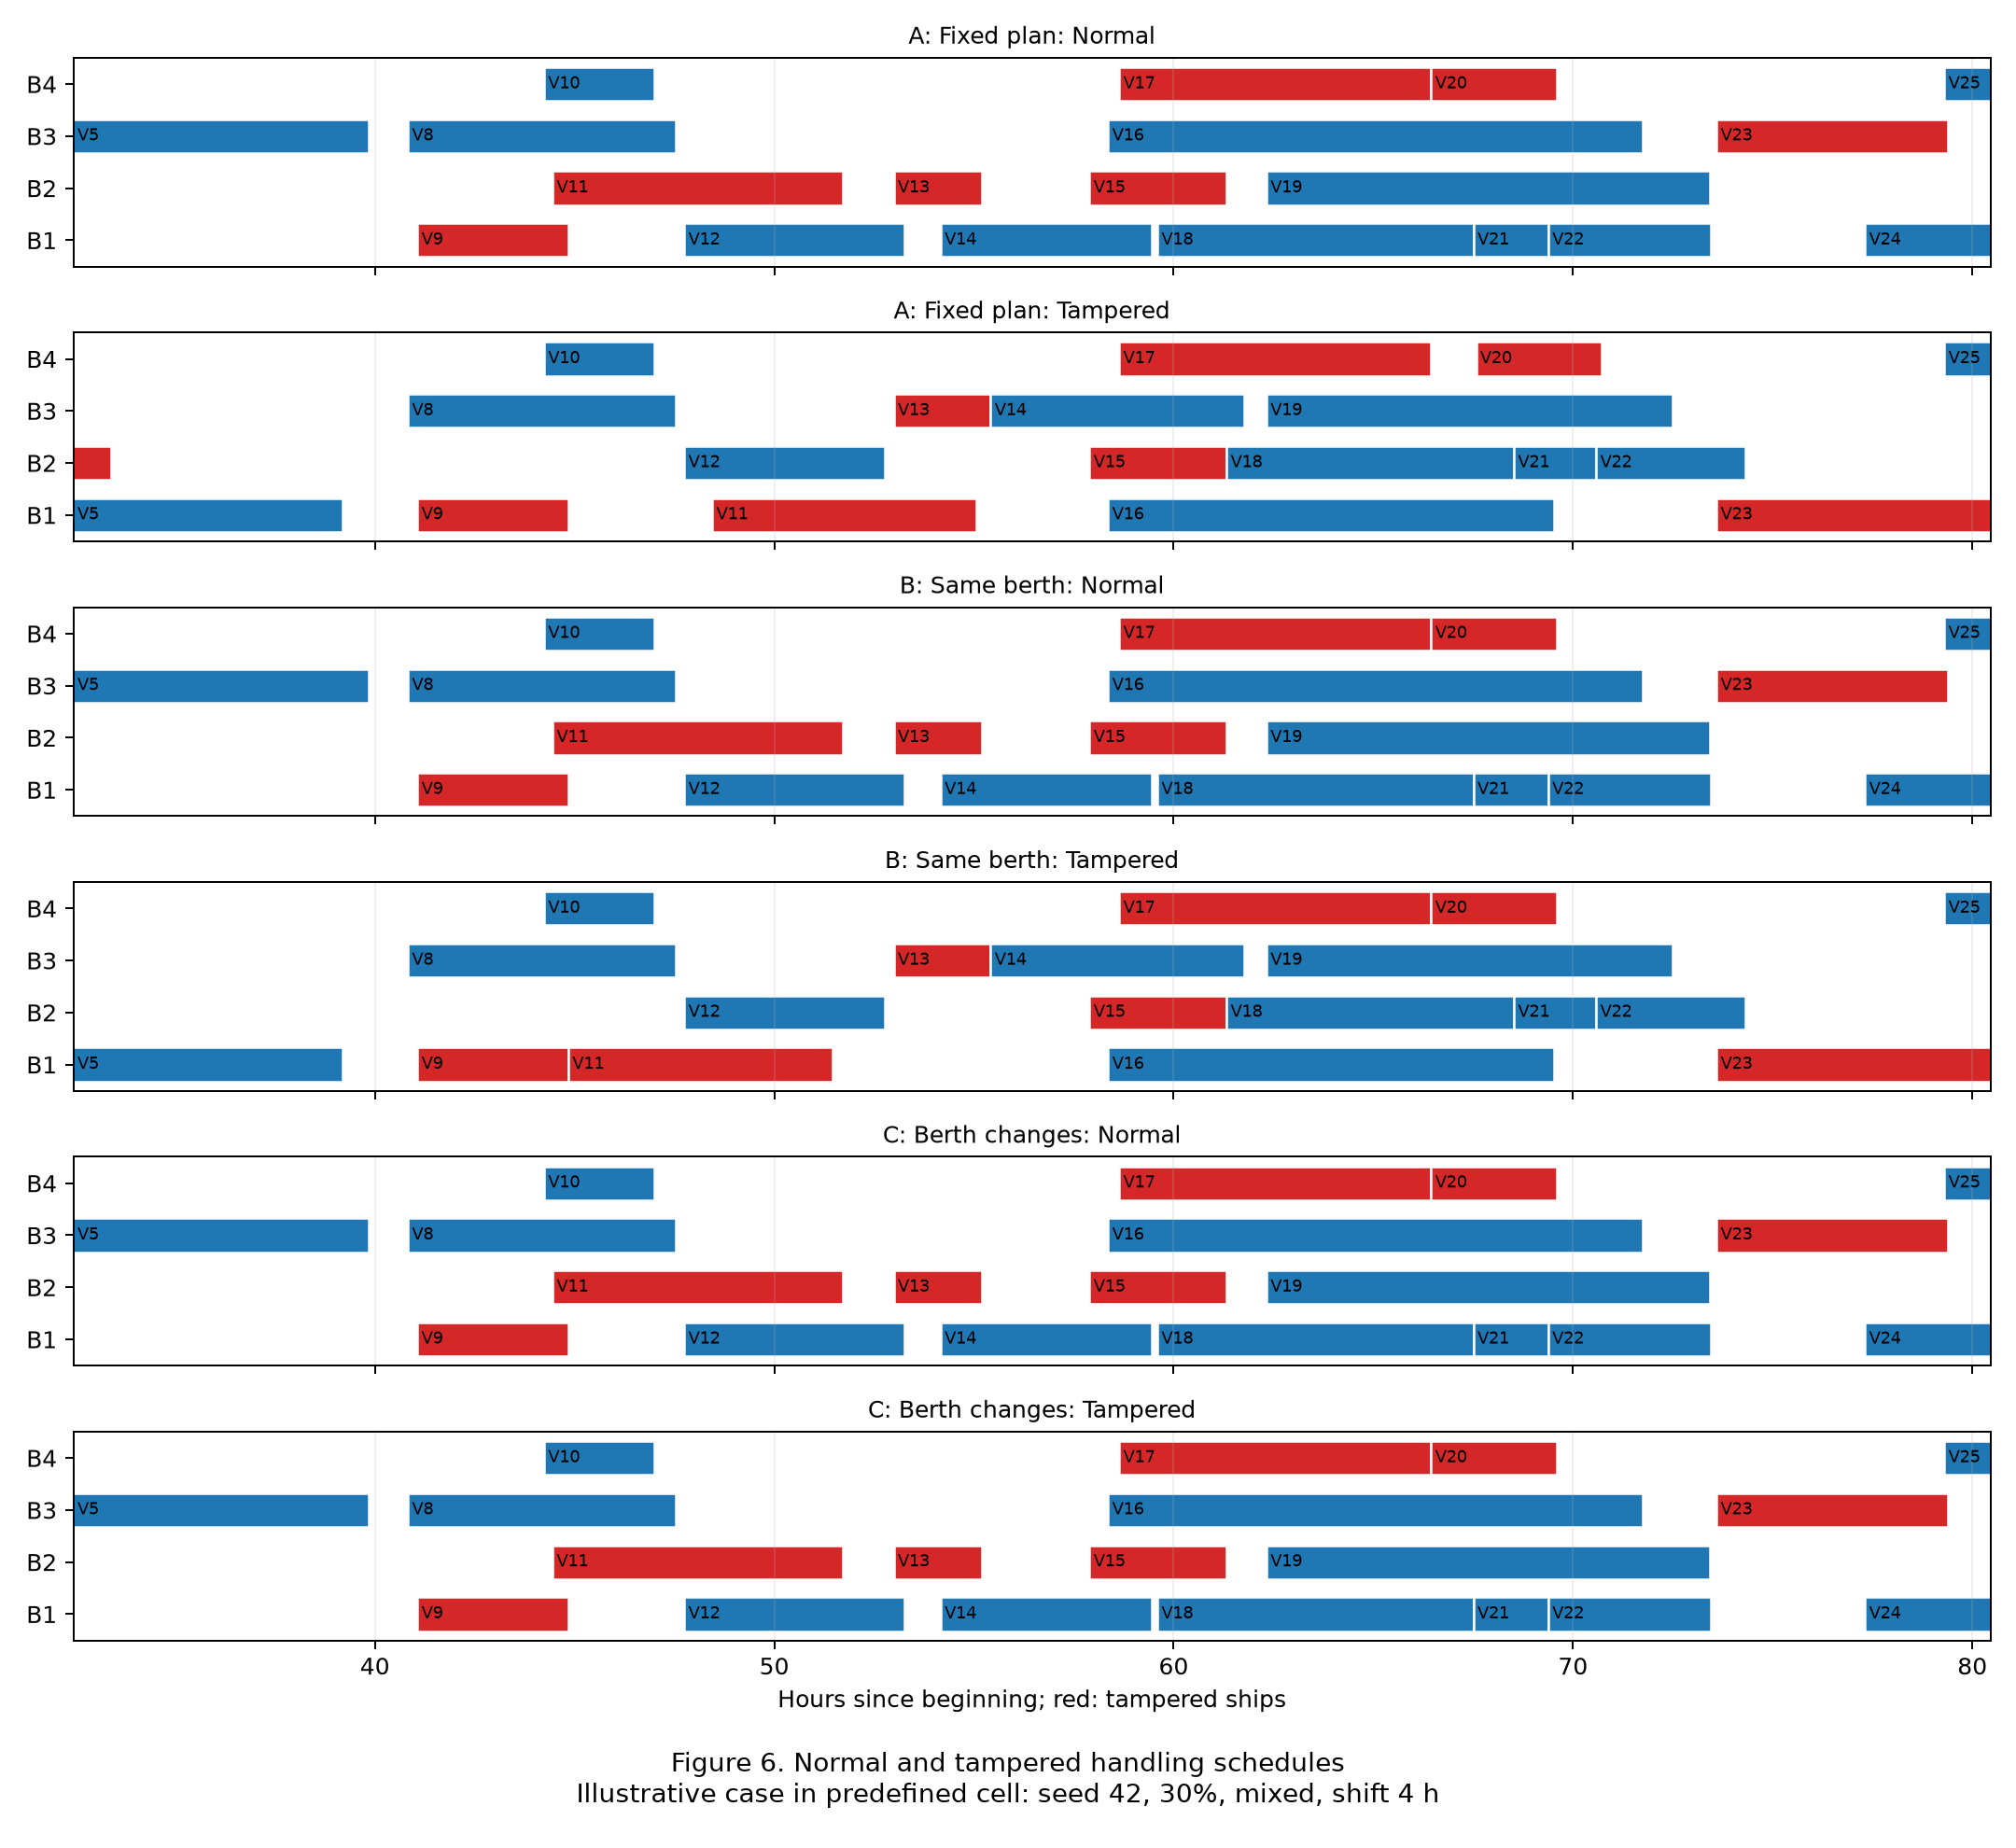 A: Fixed plan: Normal
B4 V10 V17 V20 V25
B3 V5 V8 V16 V23
B2 V11 V13 V15 V19
B1 V9 V12 V14 V18 V21 V22 V24
A: Fixed plan: Tampered
B4 V10 V17 V20 V25
B3 V8 V13 V14 V19
B2 V12 V15 V18 V21 V22
B1 V5 V9 V11 V16 V23
B: Same berth: Normal
B4 V10 V17 V20 V25
B3 V5 V8 V16 V23
B2 V11 V13 V15 V19
B1 V9 V12 V14 V18 V21 V22 V24
B: Same berth: Tampered
B4 V10 V17 V20 V25
B3 V8 V13 V14 V19
B2 V12 V15 V18 V21 V22
B1 V5 V9 V11 V16 V23
C: Berth changes: Normal
B4 V10 V17 V20 V25
B3 V5 V8 V16 V23
B2 V11 V13 V15 V19
B1 V9 V12 V14 V18 V21 V22 V24
C: Berth changes: Tampered
B4 V10 V17 V20 V25
B3 V5 V8 V16 V23
B2 V11 V13 V15 V19
B1 V9 V12 V14 V18 V21 V22 V24
40 50 60 70 80
Hours since beginning; red: tampered ships
Figure 6. Normal and tampered handling schedules
Illustrative case in predefined cell: seed 42, 30%, mixed, shift 4 h